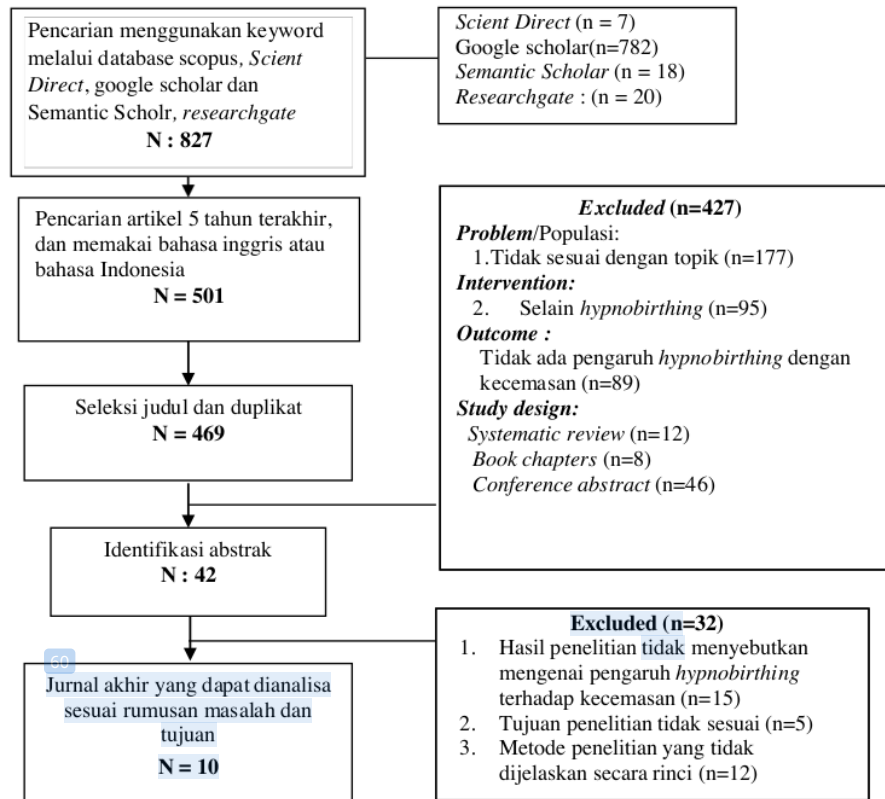 Pencarian menggunakan keyword
melalui database scopus, Scient
Direct, google scholar dan
Semantic Scholr, researchgate
N : 827
Scient Direct (n = 7)
Google scholar(n=782)
Semantic Scholar (n = 18)
Researchgate : (n = 20)
Pencarian artikel 5 tahun terakhir,
dan memakai bahasa inggris atau
bahasa Indonesia
N = 501
Excluded (n=427)
Problem/Populasi:
1.Tidak sesuai dengan topik (n=177)
Intervention:
2. Selain hypnobirthing (n=95)
Outcome :
Tidak ada pengaruh hypnobirthing dengan
kecemasan (n=89)
Study design:
Systematic review (n=12)
Book chapters (n=8)
Conference abstract (n=46)
Seleksi judul dan duplikat
N = 469
Identifikasi abstrak
N : 42
Excluded (n=32)
1. Hasil penelitian tidak menyebutkan
mengenai pengaruh hypnobirthing
terhadap kecemasan (n=15)
2. Tujuan penelitian tidak sesuai (n=5)
3. Metode penelitian yang tidak
dijelaskan secara rinci (n=12)
60
Jurnal akhir yang dapat dianalisa
sesuai rumusan masalah dan
tujuan
N = 10